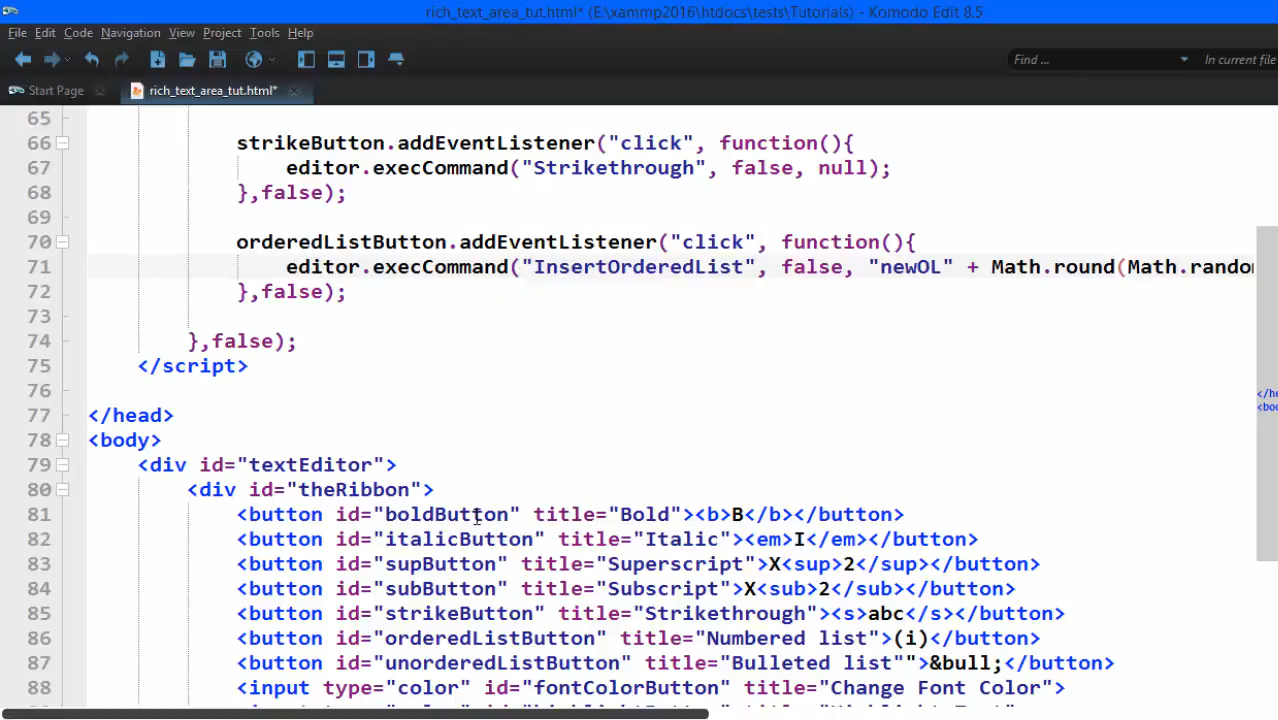 rich_text_area_tut.html* (E:\xammp2016\htdocs\tests\Tutorials) - Komodo Edit 8.5
File Edit Code Navigation View Project Tools Help
Find ... In current file
Start Page rich_text_area_tut.html*
65
66 strikeButton.addEventListener("click", function(){
67 editor.execCommand("Strikethrough", false, null);
68 },false);
69
70 orderedListButton.addEventListener("click", function(){
71 editor.execCommand("InsertOrderedList", false, "newOL" + Math.round(Math.rando
72 },false);
73
74 },false);
75 </script>
76
77 </head>
78 <body>
79 <div id="textEditor">
80 <div id="theRibbon">
81 <button id="boldButton" title="Bold"><b>B</b></button>
82 <button id="italicButton" title="Italic"><em>I</em></button>
83 <button id="supButton" title="Superscript">X<sup>2</sup></button>
84 <button id="subButton" title="Subscript">X<sub>2</sub></button>
85 <button id="strikeButton" title="Strikethrough"><s>abc</s></button>
86 <button id="orderedListButton" title="Numbered list">(i)</button>
87 <button id="unorderedListButton" title="Bulleted list"">&bull;</button>
88 <input type="color" id="fontColorButton" title="Change Font Color">
</he
<bod